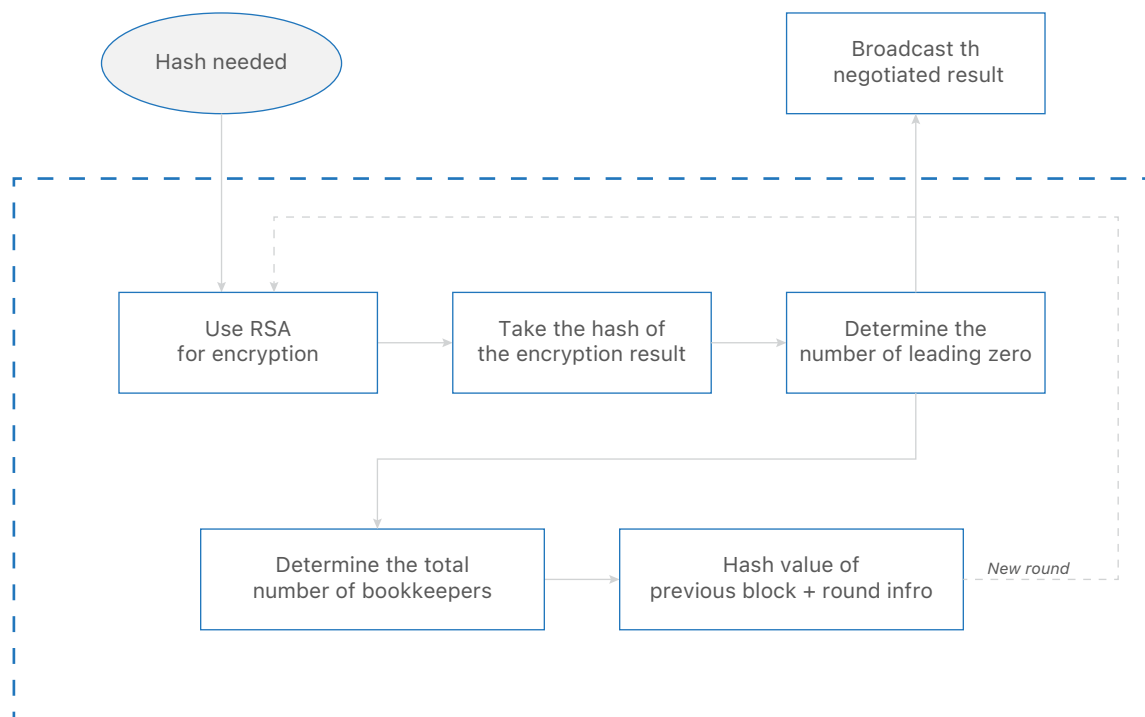 Hash needed
Broadcast th
negotiated result
Use RSA
for encryption
Take the hash of
the encryption result
Determine the
number of leading zero
Determine the total
number of bookkeepers
Hash value of
previous block + round infro
New round